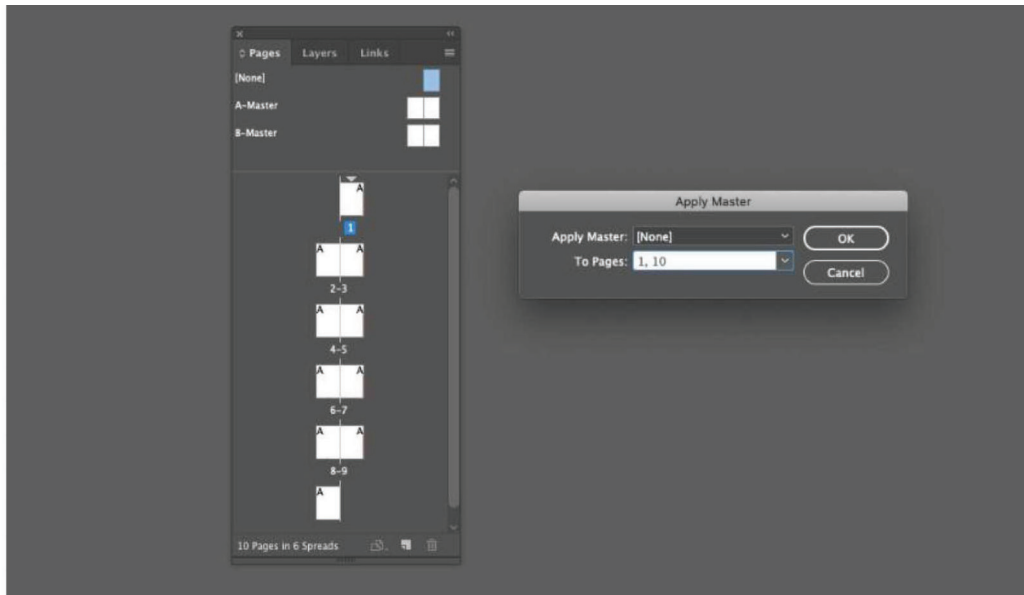 Pages Layers Links
[None]
A-Master
B-Master
A
1
A A
2-3
A A
4-5
A A
6-7
A A
8-9
A
10 Pages in 6 Spreads
Apply Master
Apply Master: [None] OK
To Pages: 1, 10 Cancel